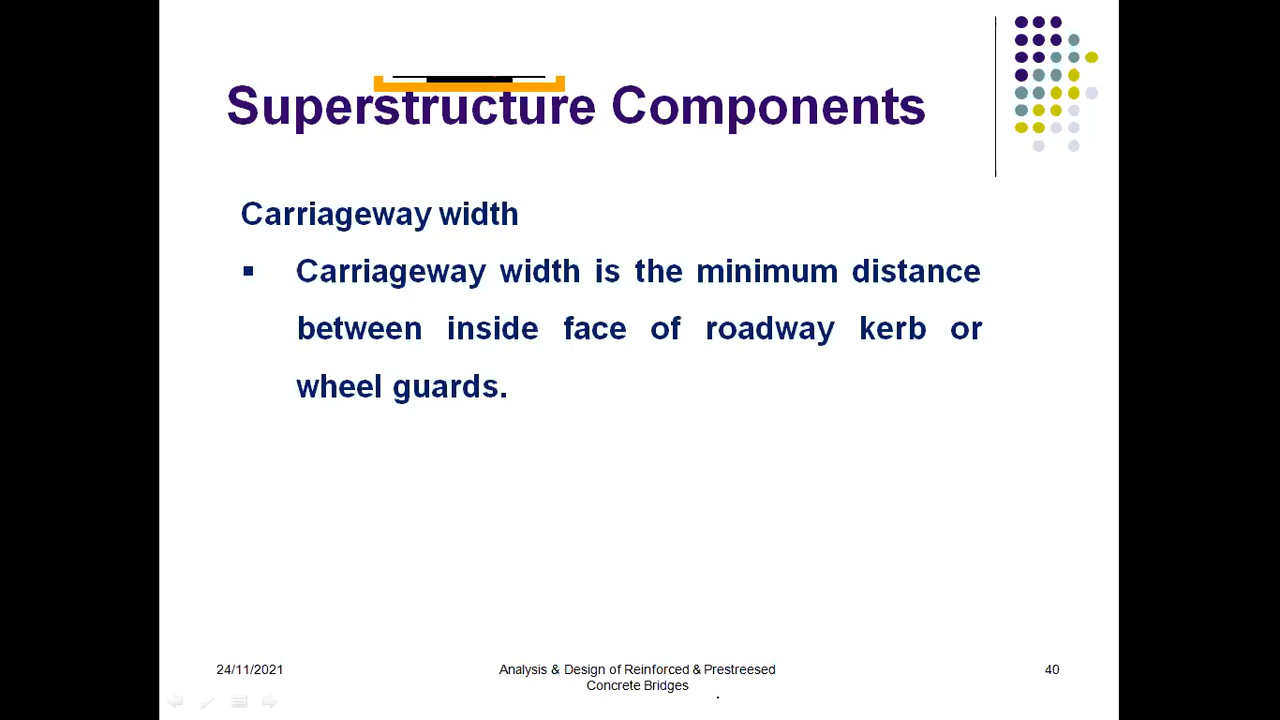 Superstructure Components
Carriageway width
▪ Carriageway width is the minimum distance
between inside face of roadway kerb or
wheel guards.
24/11/2021
Analysis & Design of Reinforced & Prestreesed
Concrete Bridges
40